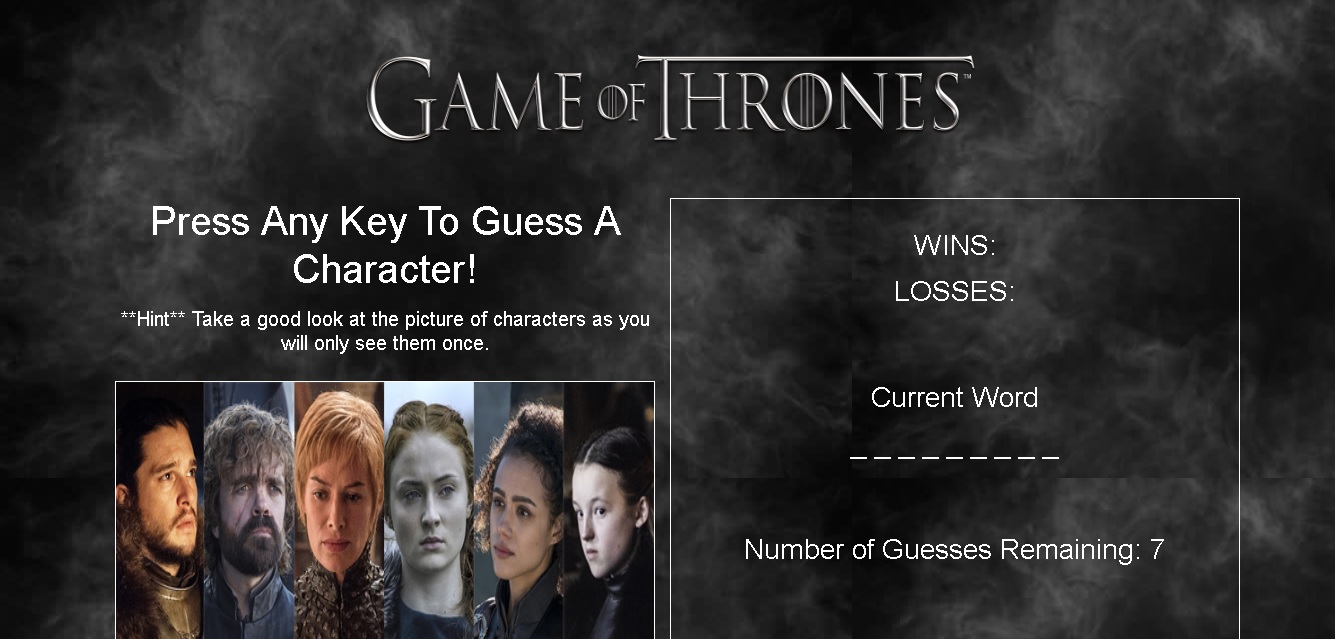 GAME OF THRONES™
Press Any Key To Guess A
Character!
**Hint** Take a good look at the picture of characters as you
will only see them once.
WINS:
LOSSES:
Current Word
_ _ _ _ _ _ _ _ _
Number of Guesses Remaining: 7